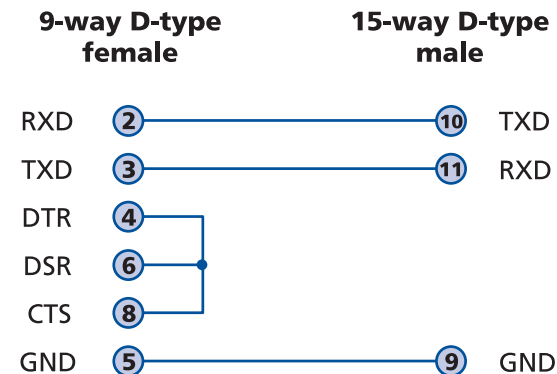 9-way D-type female
15-way D-type male
RXD 2 10 TXD
TXD 3 11 RXD
DTR 4
DSR 6
CTS 8
GND 5 9 GND